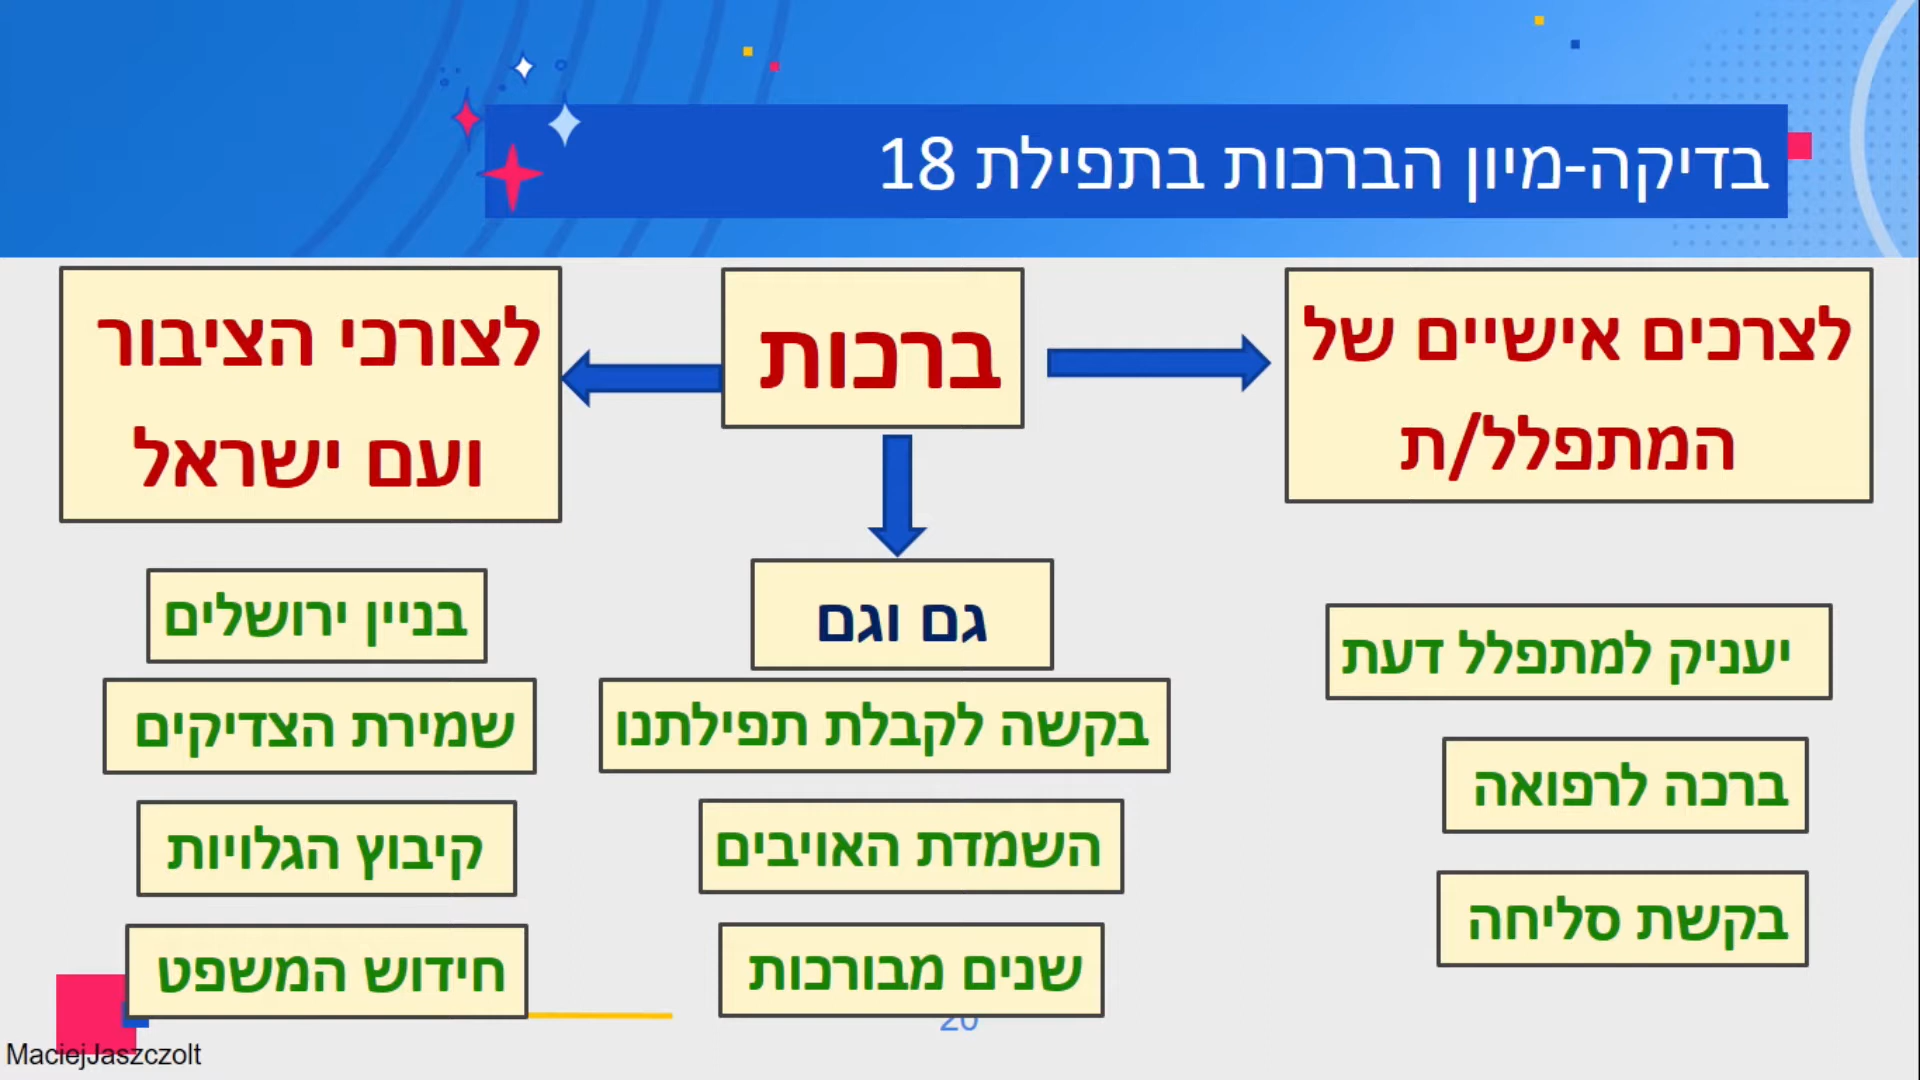 בדיקה-מיון הברכות בתפילת 18
לצרכים אישיים של
המתפלל/ת
ברכות
לצורכי הציבור
ועם ישראל
יעניק למתפלל דעת
ברכה לרפואה
בקשת סליחה
גם וגם
בקשה לקבלת תפילתנו
השמדת האויבים
שנים מבורכות
בניין ירושלים
שמירת הצדיקים
קיבוץ הגלויות
חידוש המשפט
20
MaciejJaszczolt